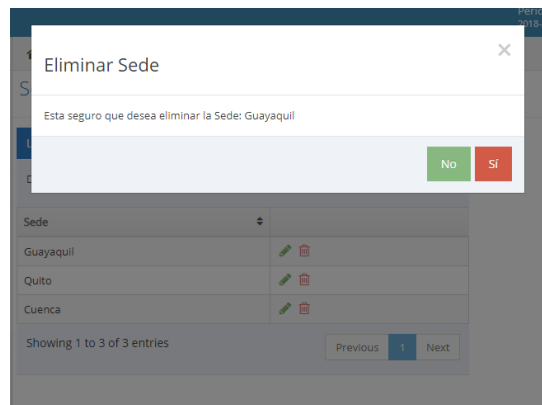 2018-
Eliminar Sede
Esta seguro que desea eliminar la Sede: Guayaquil
No Sí
Sede
Guayaquil
Quito
Cuenca
Showing 1 to 3 of 3 entries
Previous 1 Next